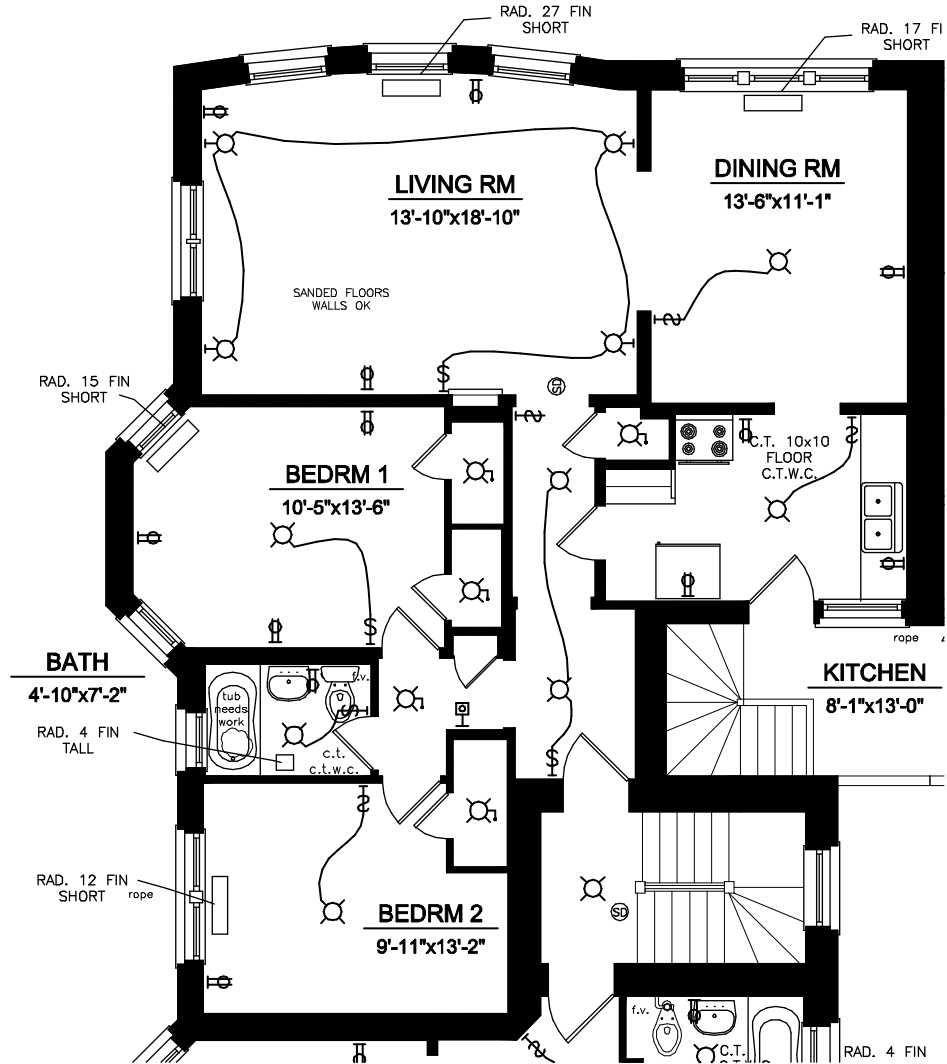 RAD. 27 FIN
SHORT
RAD. 17 FI
SHORT
LIVING RM
13'-10"x18'-10"
DINING RM
13'-6"x11'-1"
SANDED FLOORS
WALLS OK
SD
RAD. 15 FIN
SHORT
C.T. 10x10
FLOOR
C.T.W.C.
BEDRM 1
10'-5"x13'-6"
rope
BATH
4'-10"x7'-2"
f.v.
tub
needs
work
KITCHEN
8'-1"x13'-0"
RAD. 4 FIN
TALL
c.t.
c.t.w.c.
RAD. 12 FIN
SHORT
rope
BEDRM 2
9'-11"x13'-2"
SD
f.v.
C.T.
RAD. 4 FIN